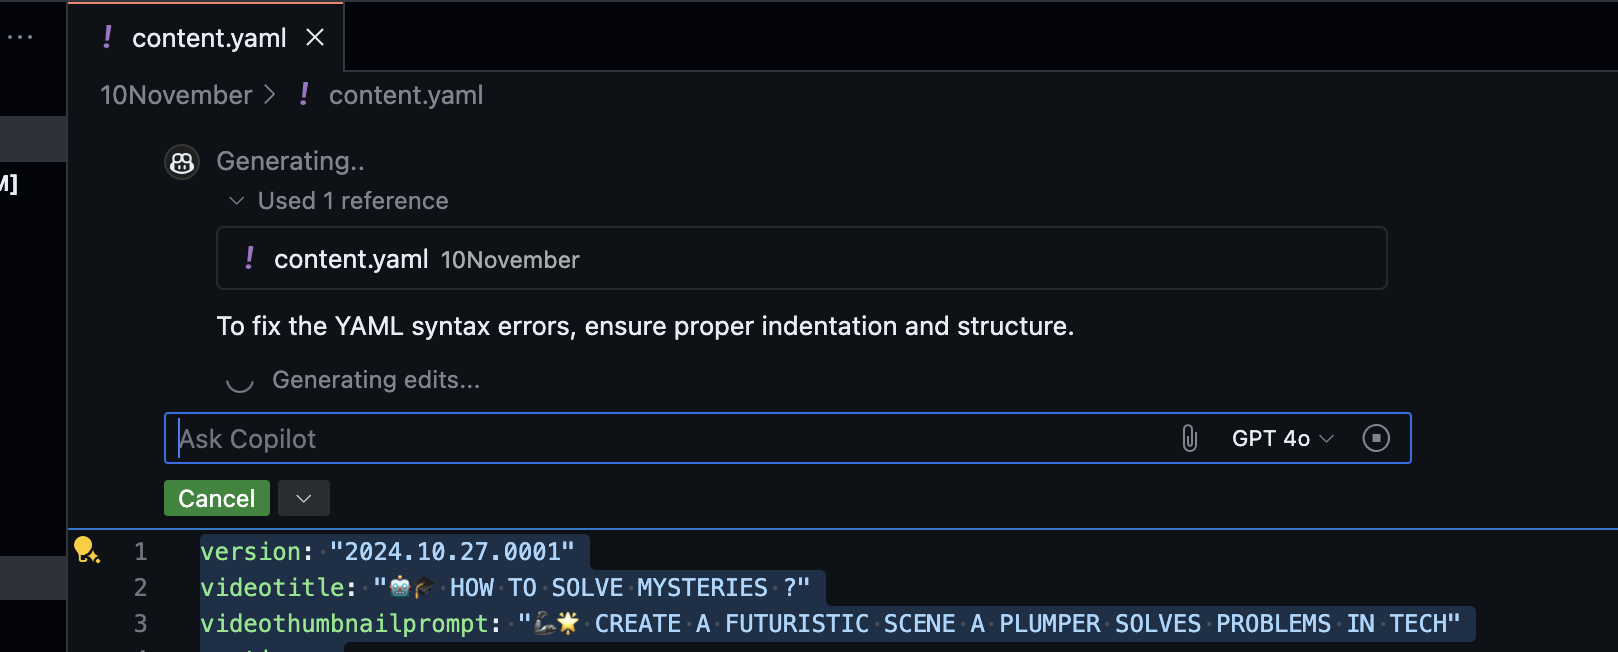 ...
! content.yaml ×
10November > ! content.yaml
Generating..
Used 1 reference
! content.yaml 10November
To fix the YAML syntax errors, ensure proper indentation and structure.
Generating edits...
Ask Copilot GPT 4o
Cancel
M]
1 version: "2024.10.27.0001"
2 videotitle: "🤖🎓 HOW TO SOLVE MYSTERIES ?"
3 videothumbnailprompt: "🦾🌟 CREATE A FUTURISTIC SCENE A PLUMPER SOLVES PROBLEMS IN TECH"